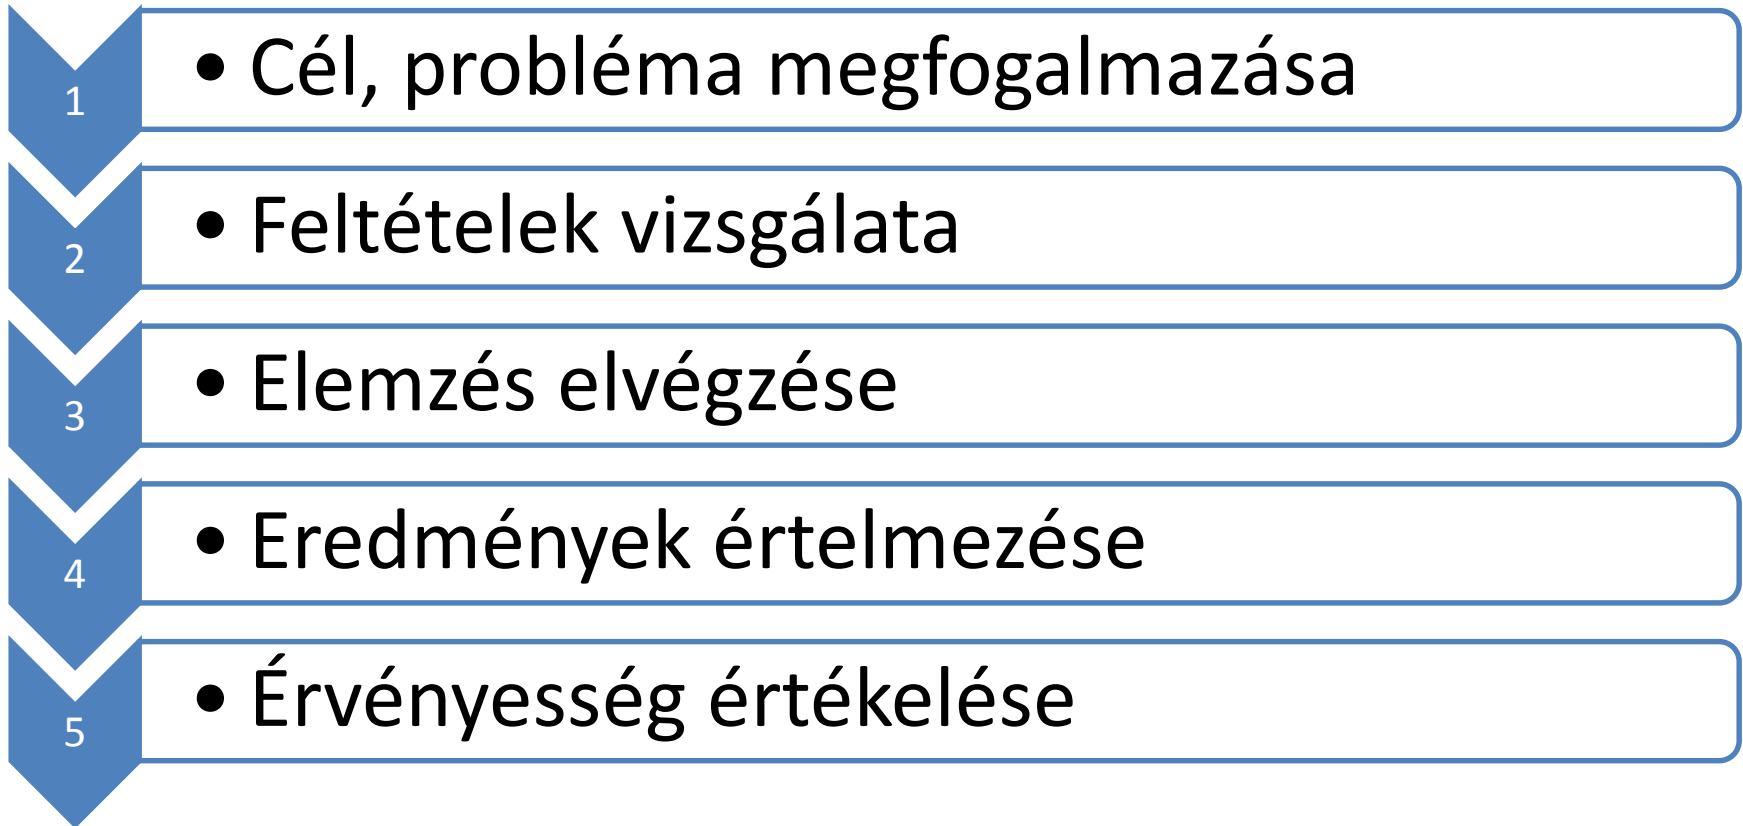 1
• Cél, probléma megfogalmazása
2
• Feltételek vizsgálata
3
• Elemzés elvégzése
4
• Eredmények értelmezése
5
• Érvényesség értékelése